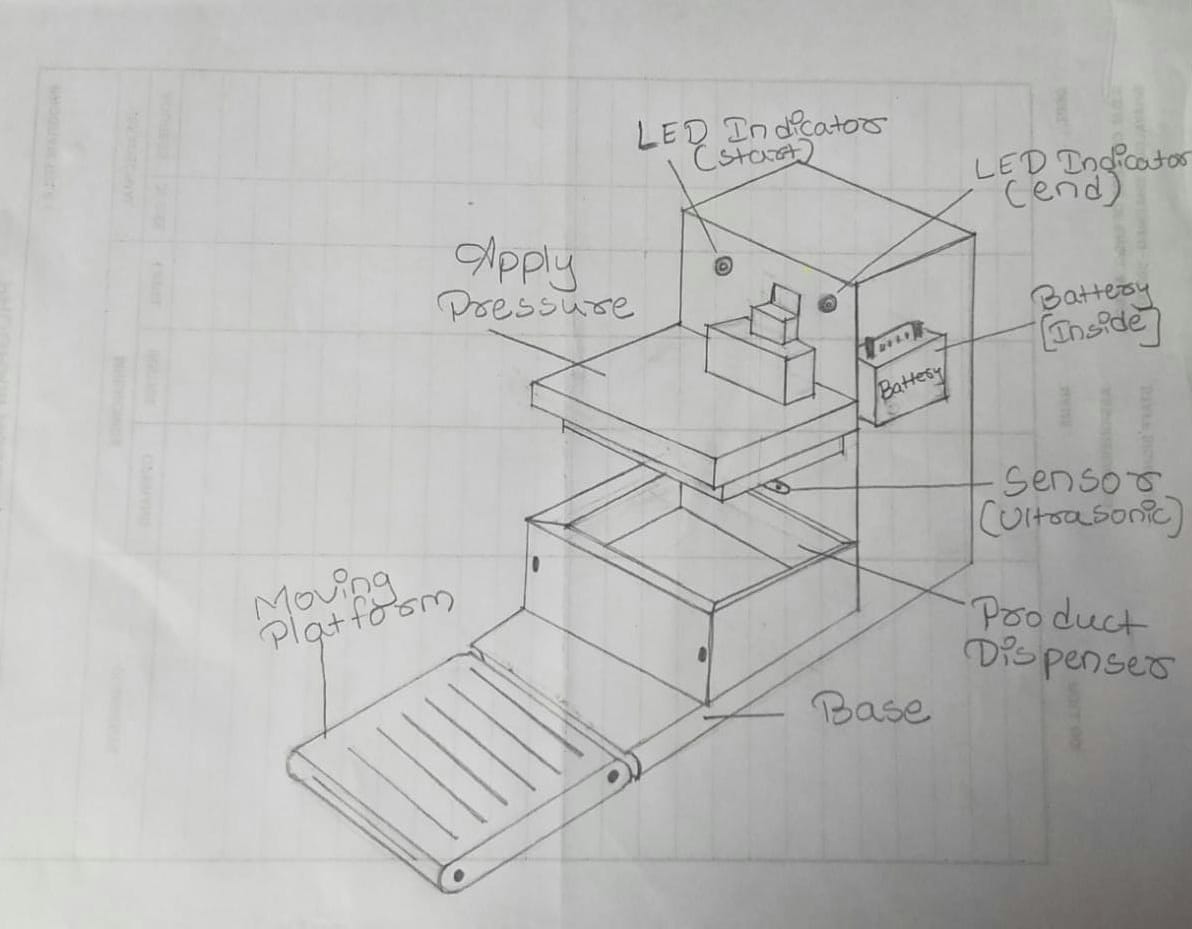 LED Indicator
(start)
LED Indicator
(end)
Apply
Pressure
Battery
[Inside]
Battery
Sensor
(Ultrasonic)
Moving
Platform
Product
Dispenser
Base